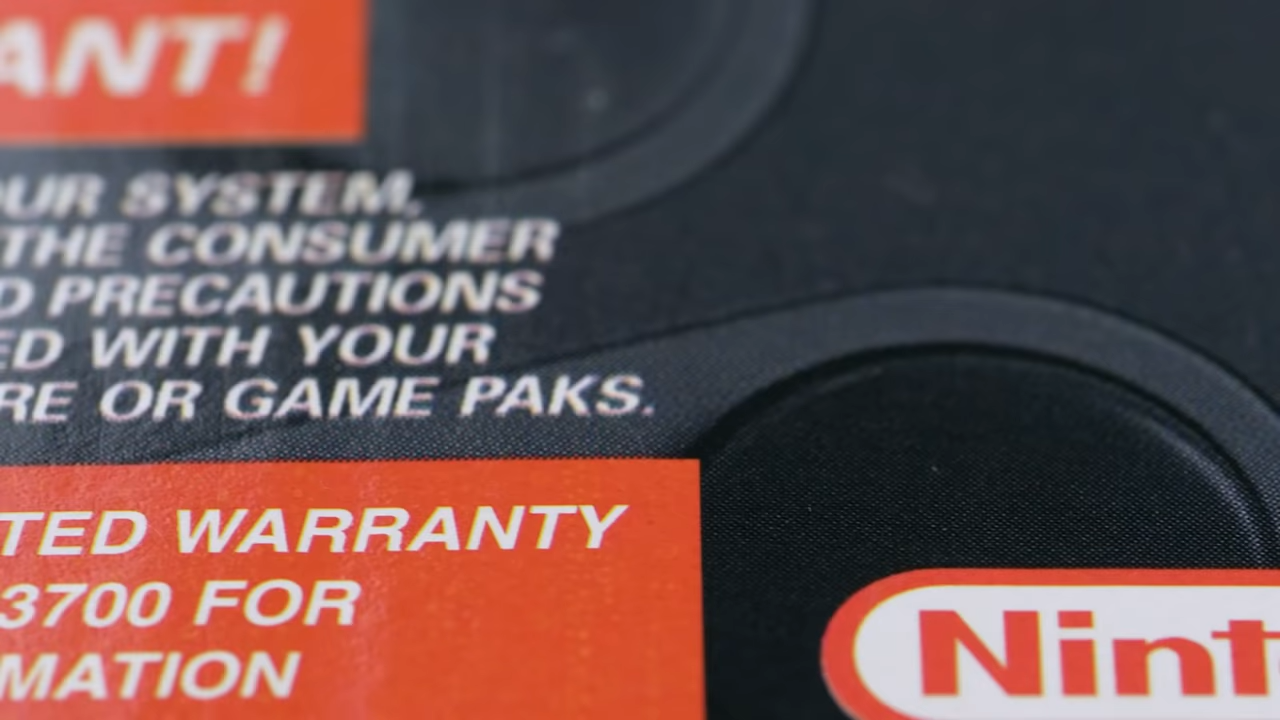 ANT!
OUR SYSTEM,
THE CONSUMER
D PRECAUTIONS
ED WITH YOUR
RE OR GAME PAKS.
TED WARRANTY
3700 FOR
MATION
Nint